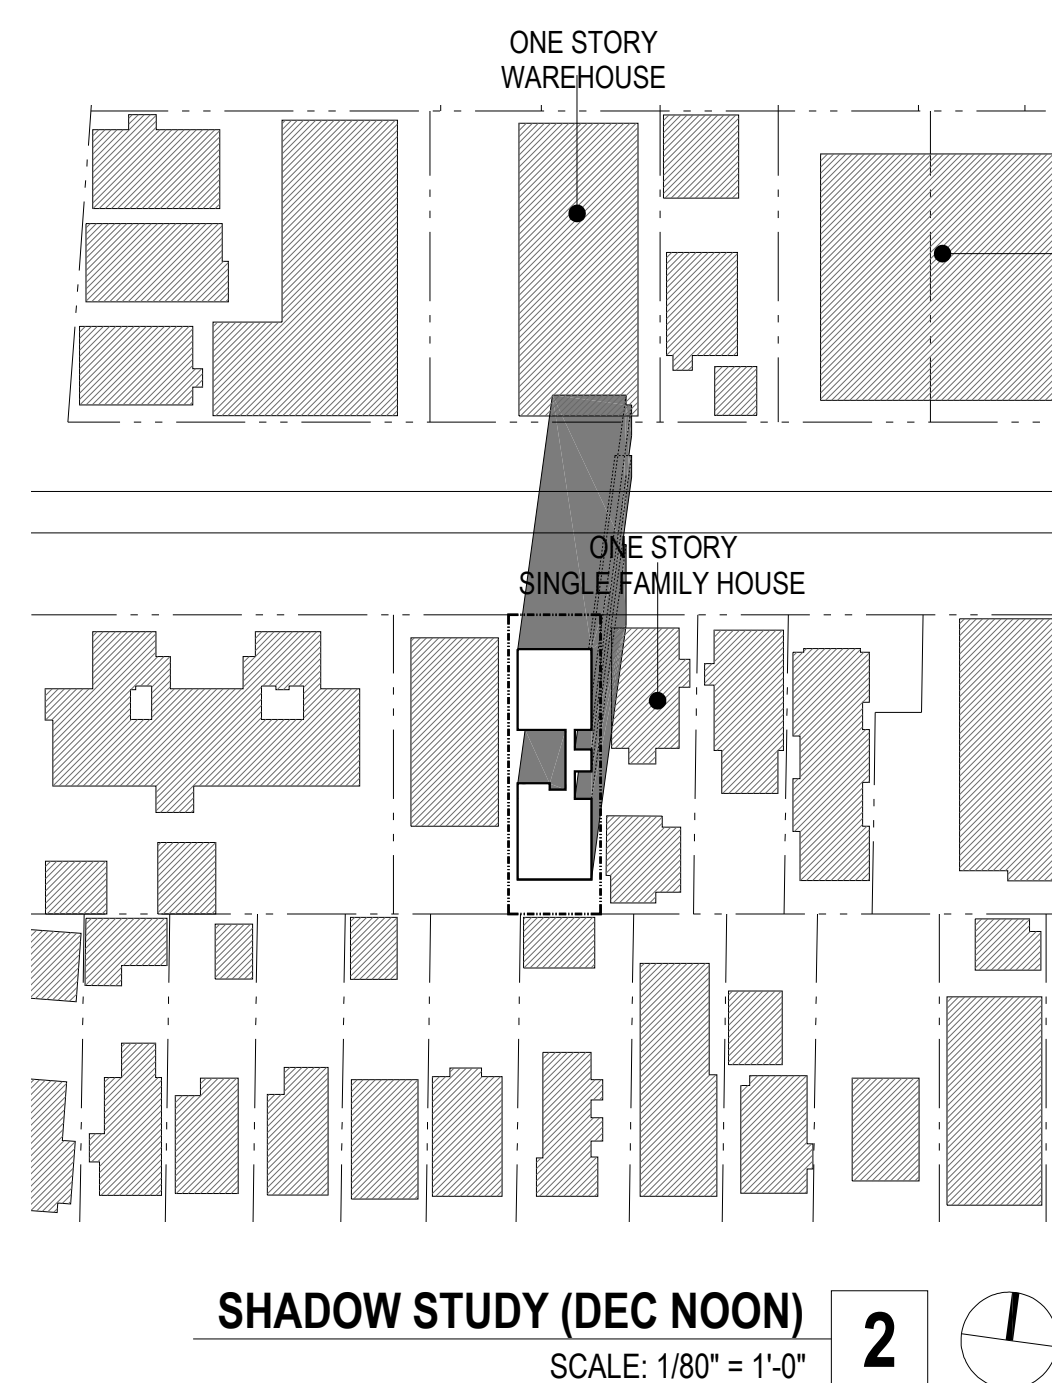 ONE STORY
WAREHOUSE
ONE STORY
SINGLE FAMILY HOUSE
SHADOW STUDY (DEC NOON)
SCALE: 1/80" = 1'-0"
2